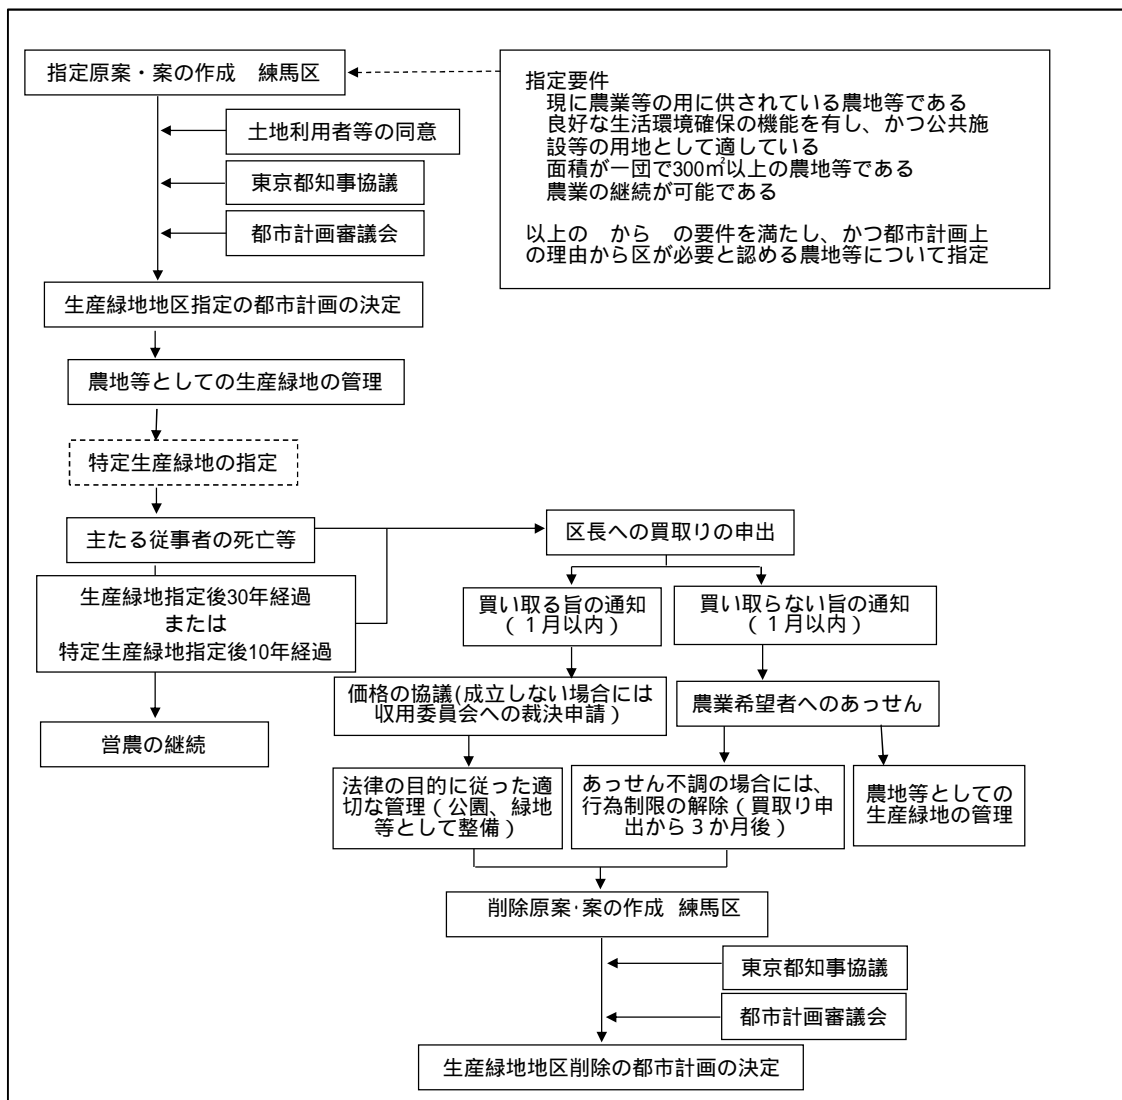 指定原案・案の作成　練馬区
土地利用者等の同意
東京都知事協議
都市計画審議会
指定要件
現に農業等の用に供されている農地等である
良好な生活環境確保の機能を有し、かつ公共施
設等の用地として適している
面積が一団で300㎡以上の農地等である
農業の継続が可能である
以上の　から　の要件を満たし、かつ都市計画上
の理由から区が必要と認める農地等について指定
生産緑地地区指定の都市計画の決定
農地等としての生産緑地の管理
特定生産緑地の指定
主たる従事者の死亡等
生産緑地指定後30年経過
または
特定生産緑地指定後10年経過
営農の継続
区長への買取りの申出
買い取る旨の通知
（１月以内）
買い取らない旨の通知
（１月以内）
価格の協議(成立しない場合には
収用委員会への裁決申請）
農業希望者へのあっせん
法律の目的に従った適
切な管理（公園、緑地
等として整備）
あっせん不調の場合には、
行為制限の解除（買取り申
出から３か月後）
農地等としての
生産緑地の管理
削除原案･案の作成　練馬区
東京都知事協議
都市計画審議会
生産緑地地区削除の都市計画の決定